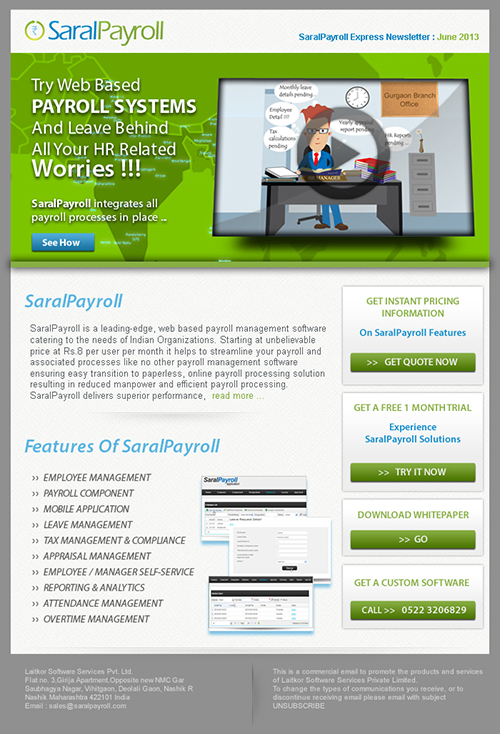 SaralPayroll
SaralPayroll Express Newsletter : June 2013
Try Web Based
PAYROLL SYSTEMS
And Leave Behind
All Your HR Related
Worries !!!
SaralPayroll integrates all
payroll processes in place ..
See How
Monthly leave
details pending
Employee
Detail !!!
Tax
calculations
pending
Yearly appraisal
report pending
HR Reports
pending
Gurgaon Branch
Office
HR MANAGER
SaralPayroll
SaralPayroll is a leading-edge, web based payroll management software
catering to the needs of Indian Organizations. Starting at unbelievable
price at Rs.8 per user per month it helps to streamline your payroll and
associated processes like no other payroll management software
ensuring easy transition to paperless, online payroll processing solution
resulting in reduced manpower and efficient payroll processing.
SaralPayroll delivers superior performance, read more ...
Features Of SaralPayroll
›› EMPLOYEE MANAGEMENT
›› PAYROLL COMPONENT
›› MOBILE APPLICATION
›› LEAVE MANAGEMENT
›› TAX MANAGEMENT & COMPLIANCE
›› APPRAISAL MANAGEMENT
›› EMPLOYEE / MANAGER SELF-SERVICE
›› REPORTING & ANALYTICS
›› ATTENDANCE MANAGEMENT
›› OVERTIME MANAGEMENT
SaralPayroll
GET INSTANT PRICING
INFORMATION
On SaralPayroll Features
>> GET QUOTE NOW
GET A FREE 1 MONTH TRIAL
Experience
SaralPayroll Solutions
>> TRY IT NOW
DOWNLOAD WHITEPAPER
>> GO
GET A CUSTOM SOFTWARE
CALL >> 0522 3206829
Laitkor Software Services Pvt. Ltd.
Flat no. 3,Girija Apartment,Opposite new NMC Gar
Saubhagya Nagar, Vihitgaon, Deolali Gaon, Nashik R
Nashik Maharashtra 422101 India
Email : sales@saralpayroll.com
This is a commercial email to promote the products and services
of Laitkor Software Services Private Limited.
To change the types of communications you receive, or to
discontinue receiving email please email with subject
UNSUBSCRIBE